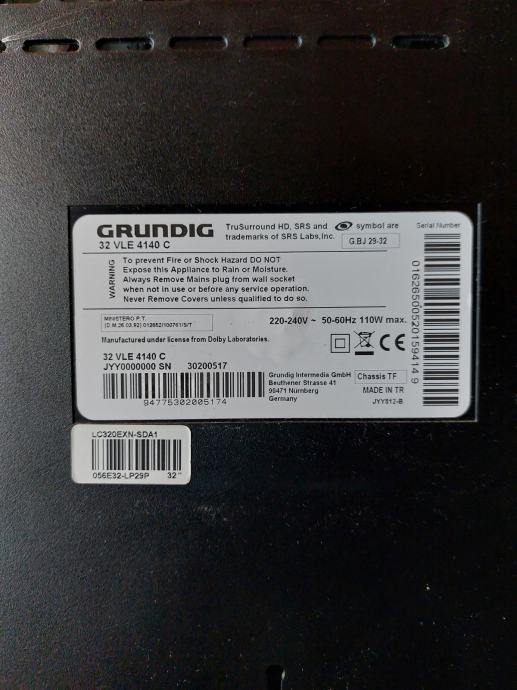 GRUNDIG
32 VLE 4140 C
TruSurround HD, SRS and symbol are
trademarks of SRS Labs,Inc.
G.BJ 29-32
Serial Number
WARNING
To prevent Fire or Shock Hazard DO NOT
Expose this Appliance to Rain or Moisture.
Always Remove Mains plug from wall socket
when not in use or before any service operation.
Never Remove Covers unless qualified to do so.
MINISTERO P.T.
220-240V ~ 50-60Hz 110W max.
Manufactured under license from Dolby Laboratories.
CE
32 VLE 4140 C
JYY0000000 SN 30200517
94775302005174
Grundig Intermedia GmbH
Beuthener Strasse 41
90471 Nürnberg
Germany
Chassis TF
MADE IN TR
JYY812-B
LC320EXN-SDA1
056E32-LP29P 32"